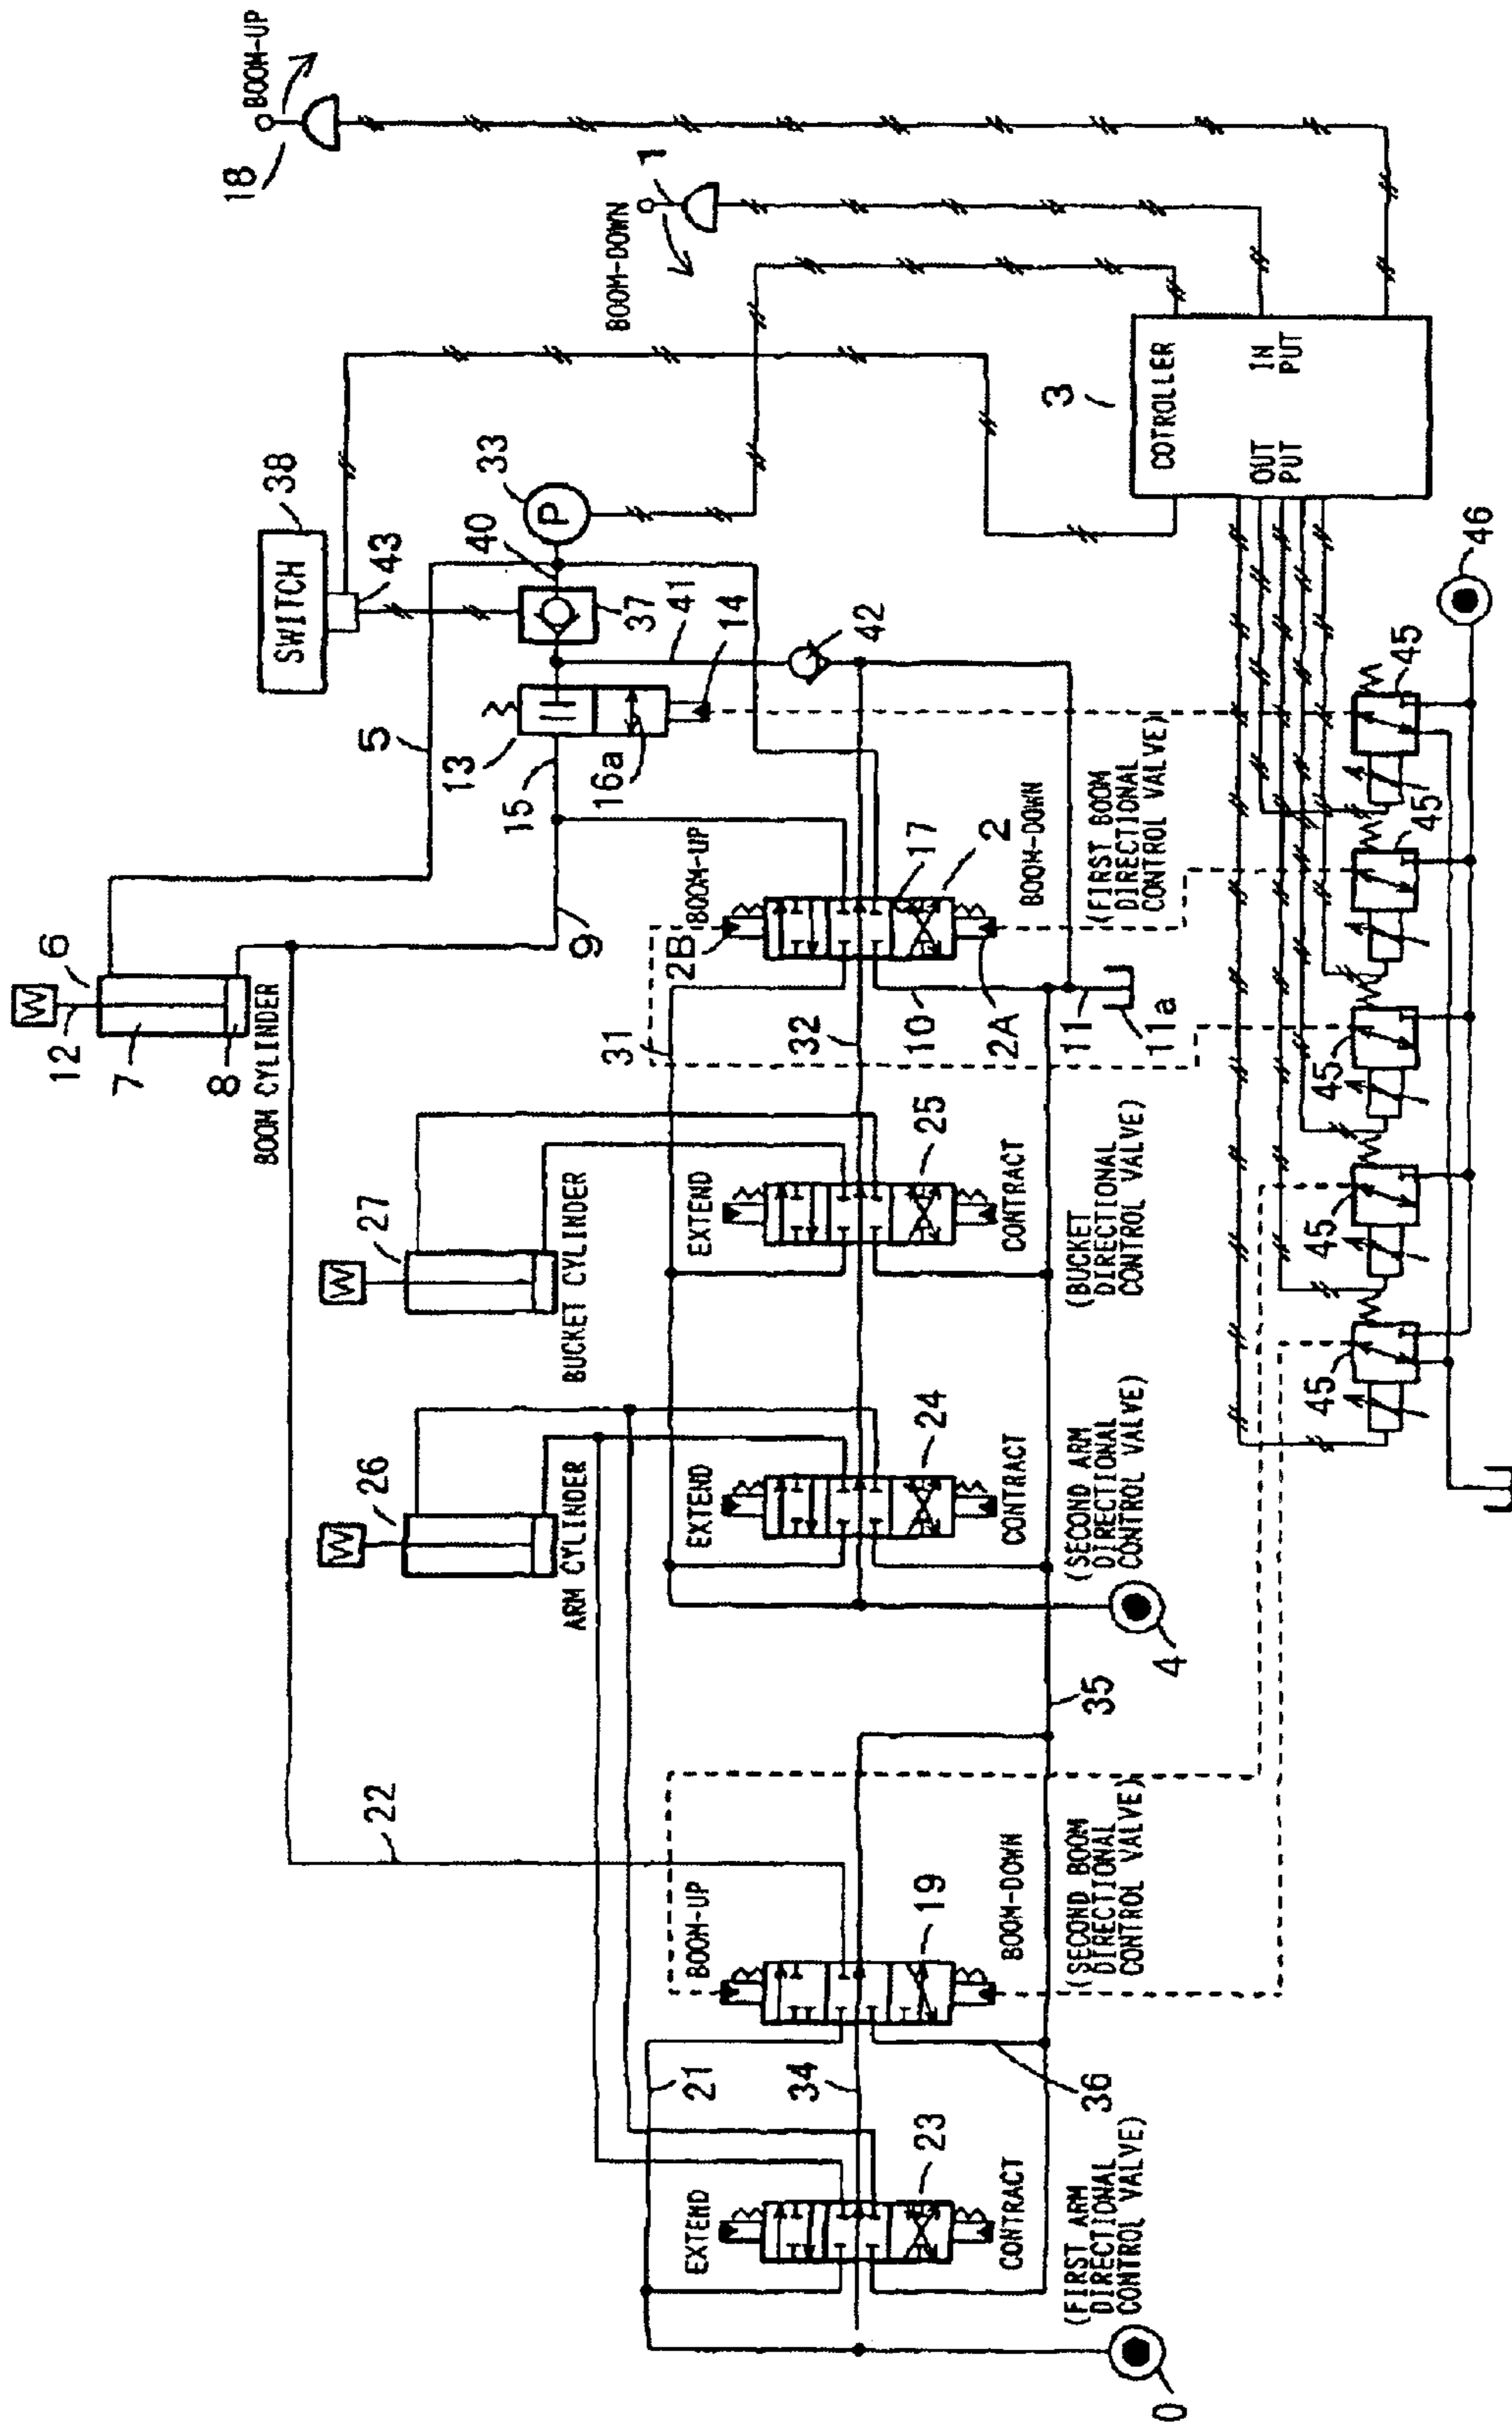 18
BOOM-UP
BOOM-DOWN
1
SWITCH
38
43
33
P
40
37
41
14
42
5
13
15
16a
COTROLLER
3
IN
PUT
OUT
PUT
46
W
6
12
7
8
BOOM CYLINDER
9
BOOM-UP
2B
17
2
BOOM-DOWN
2A
(FIRST BOOM
DIRECTIONAL
CONTROL VALVE)
31
32
10
11
11a
45
45
45
45
45
W
27
BUCKET CYLINDER
EXTEND
25
CONTRACT
(BUCKET
DIRECTIONAL
CONTROL VALVE)
W
26
ARM CYLINDER
EXTEND
24
CONTRACT
(SECOND ARM
DIRECTIONAL
CONTROL VALVE)
4
35
22
BOOM-UP
19
BOOM-DOWN
(SECOND BOOM
DIRECTIONAL
CONTROL VALVE)
21
34
36
EXTEND
23
CONTRACT
(FIRST ARM
DIRECTIONAL
CONTROL VALVE)
0